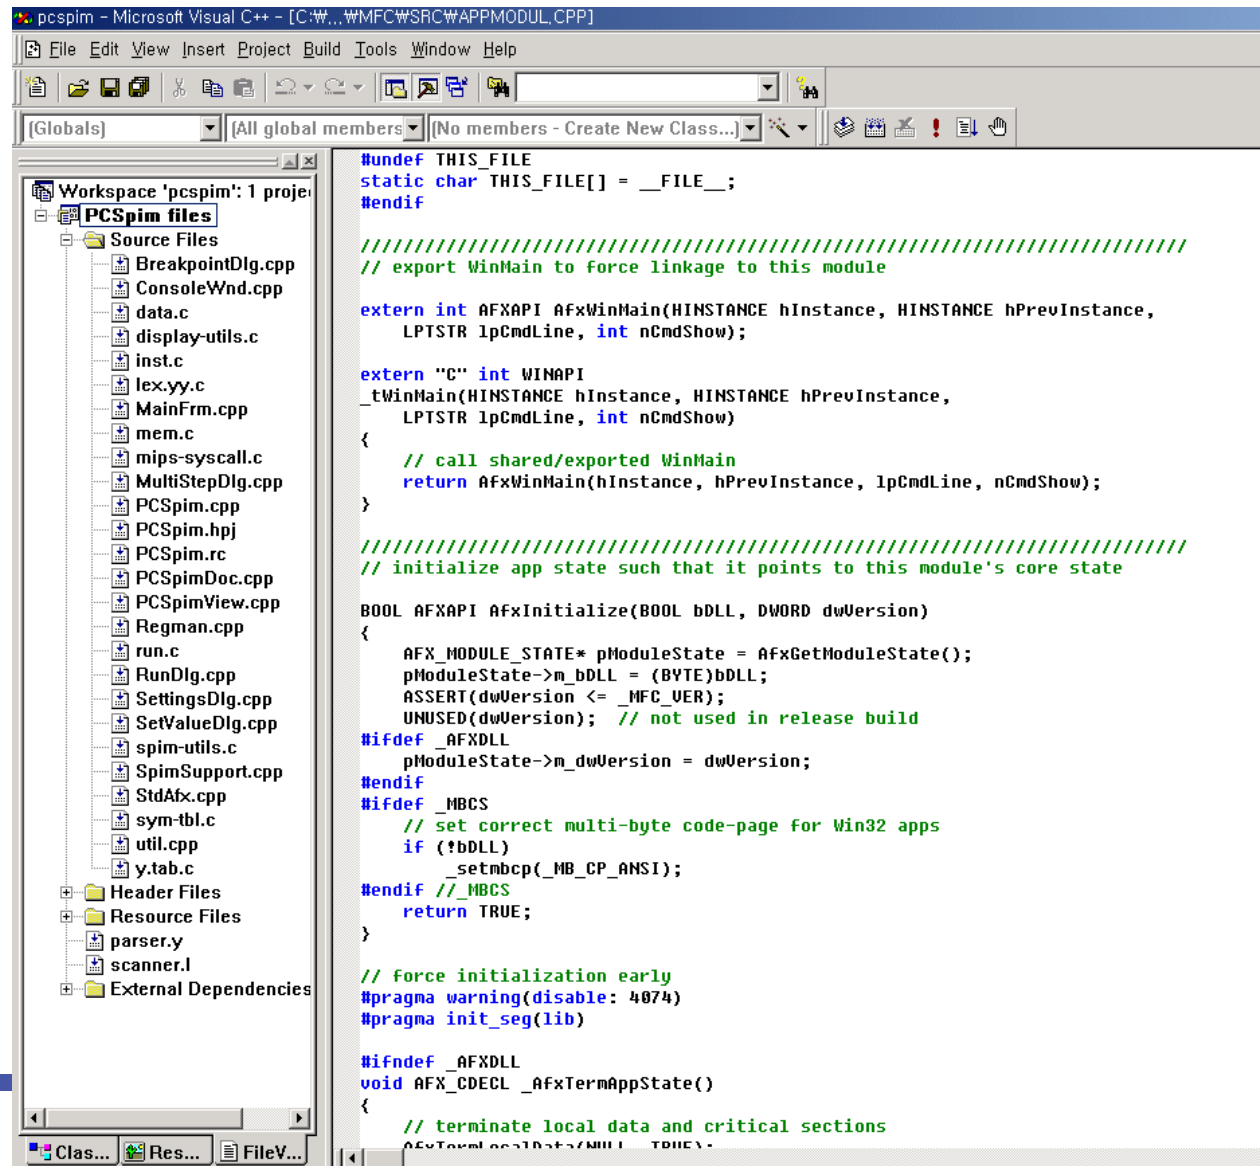 pcspim - Microsoft Visual C++ - [C:₩...₩MFC₩SRC₩APPMODUL.CPP]
File Edit View Insert Project Build Tools Window Help
(Globals) (All global members (No members - Create New Class...)
Workspace 'pcspim': 1 proje
PCSpim files
Source Files
BreakpointDlg.cpp
ConsoleWnd.cpp
data.c
display-utils.c
inst.c
lex.yy.c
MainFrm.cpp
mem.c
mips-syscall.c
MultiStepDlg.cpp
PCSpim.cpp
PCSpim.hpj
PCSpim.rc
PCSpimDoc.cpp
PCSpimView.cpp
Regman.cpp
run.c
RunDlg.cpp
SettingsDlg.cpp
SetValueDlg.cpp
spim-utils.c
SpimSupport.cpp
StdAfx.cpp
sym-tbl.c
util.cpp
y.tab.c
Header Files
Resource Files
parser.y
scanner.l
External Dependencies
Clas... Res... FileV...
#undef THIS_FILE
static char THIS_FILE[] = __FILE__;
#endif
/////////////////////////////////////////////////////////////////////////////
// export WinMain to force linkage to this module
extern int AFXAPI AfxWinMain(HINSTANCE hInstance, HINSTANCE hPrevInstance,
LPTSTR lpCmdLine, int nCmdShow);
extern "C" int WINAPI
_tWinMain(HINSTANCE hInstance, HINSTANCE hPrevInstance,
LPTSTR lpCmdLine, int nCmdShow)
{
// call shared/exported WinMain
return AfxWinMain(hInstance, hPrevInstance, lpCmdLine, nCmdShow);
}
/////////////////////////////////////////////////////////////////////////////
// initialize app state such that it points to this module's core state
BOOL AFXAPI AfxInitialize(BOOL bDLL, DWORD dwVersion)
{
AFX_MODULE_STATE* pModuleState = AfxGetModuleState();
pModuleState->m_bDLL = (BYTE)bDLL;
ASSERT(dwVersion <= _MFC_VER);
UNUSED(dwVersion); // not used in release build
#ifdef _AFXDLL
pModuleState->m_dwVersion = dwVersion;
#endif
#ifdef _MBCS
// set correct multi-byte code-page for Win32 apps
if (!bDLL)
_setmbcp(_MB_CP_ANSI);
#endif //_MBCS
return TRUE;
}
// force initialization early
#pragma warning(disable: 4074)
#pragma init_seg(lib)
#ifndef _AFXDLL
void AFX_CDECL _AfxTermAppState()
{
// terminate local data and critical sections
AfxTermLocalData(NULL, TRUE);